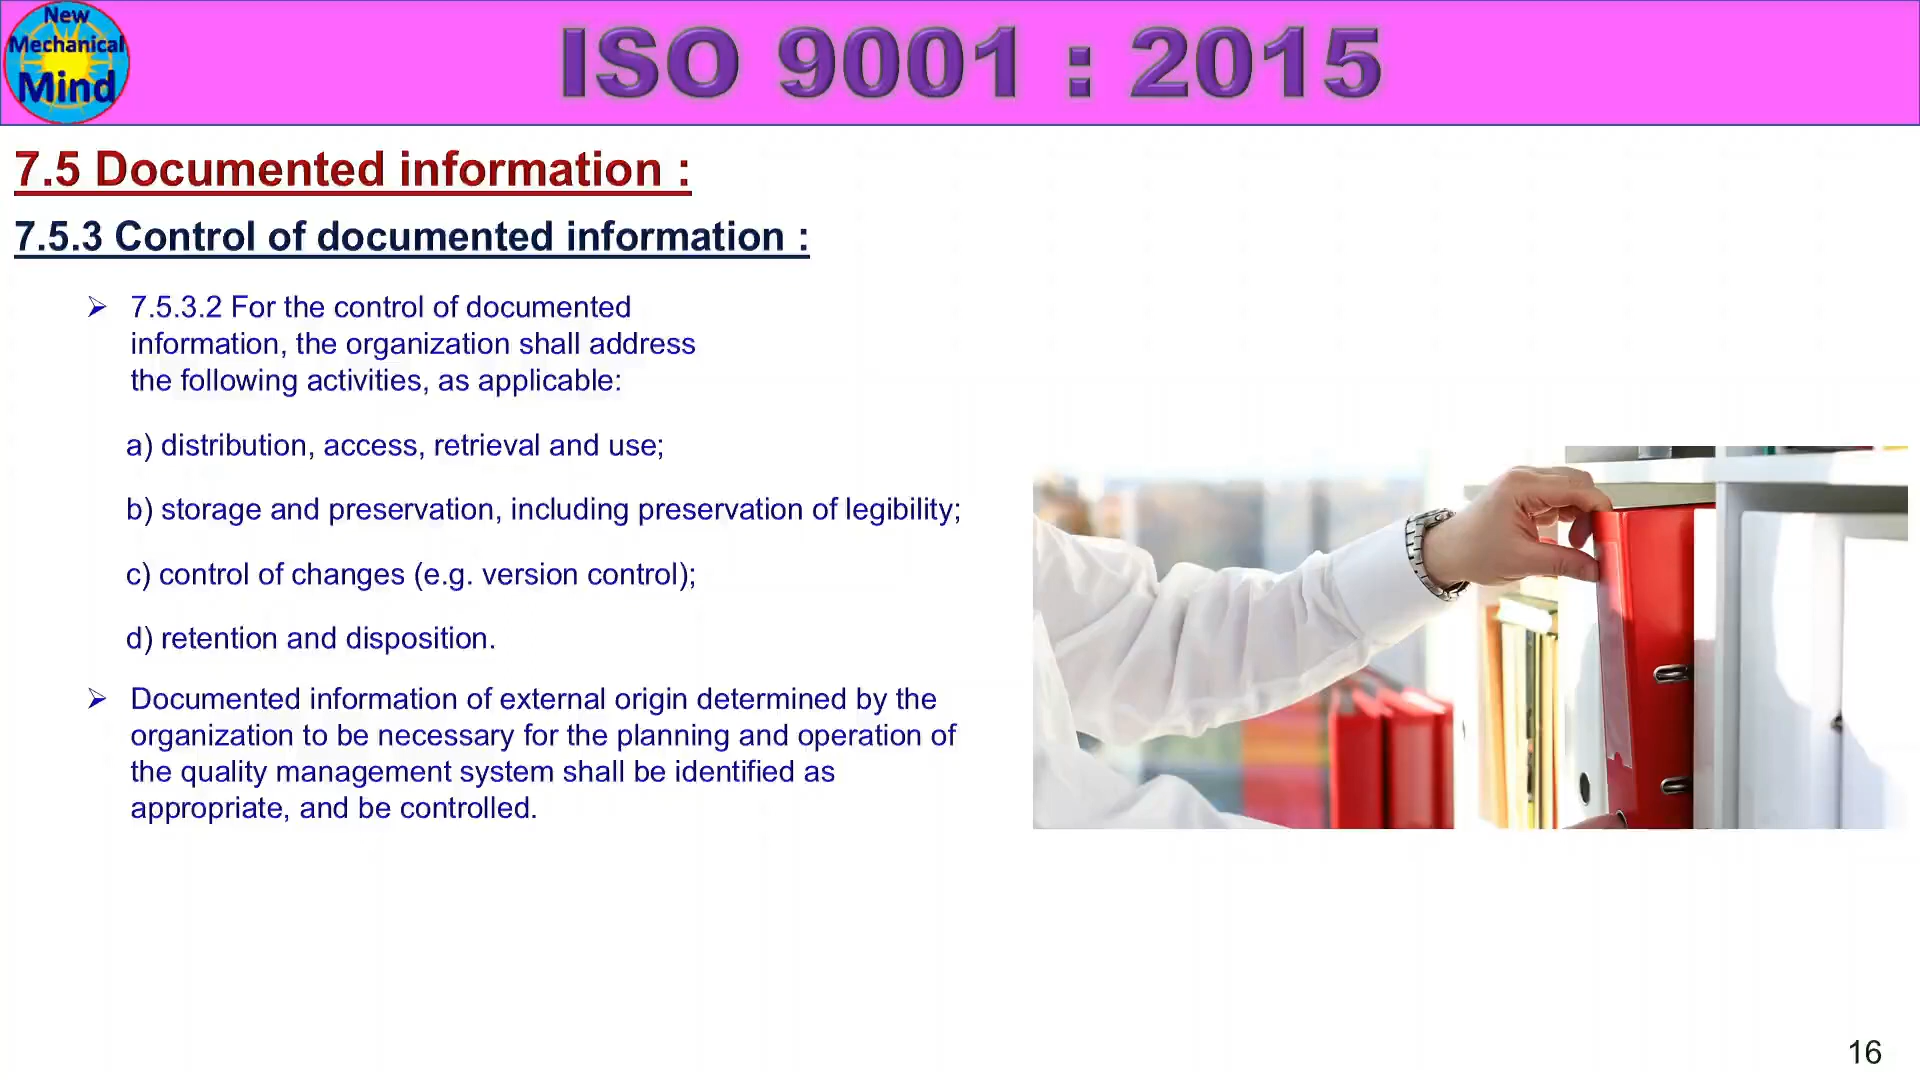 New
Mechanical
Mind
ISO 9001 : 2015
7.5 Documented information :
7.5.3 Control of documented information :
➢ 7.5.3.2 For the control of documented
information, the organization shall address
the following activities, as applicable:
a) distribution, access, retrieval and use;
b) storage and preservation, including preservation of legibility;
c) control of changes (e.g. version control);
d) retention and disposition.
➢ Documented information of external origin determined by the
organization to be necessary for the planning and operation of
the quality management system shall be identified as
appropriate, and be controlled.
16